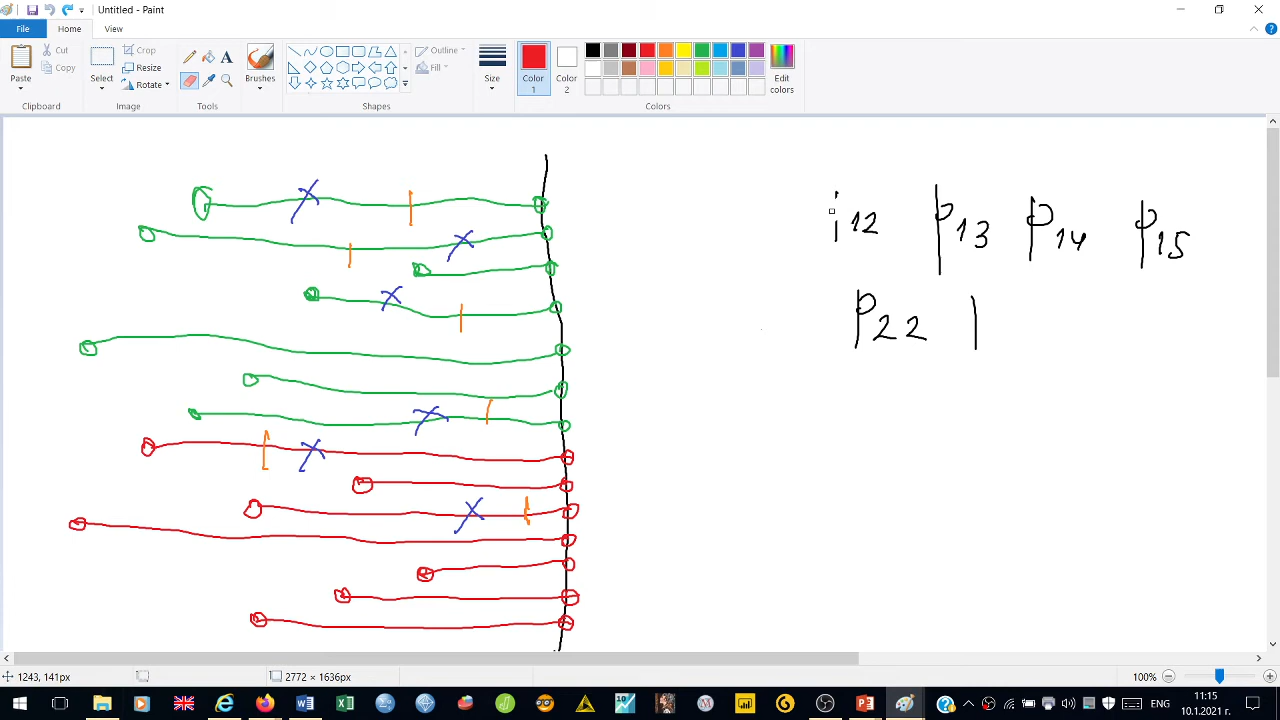 Untitled - Paint
File Home View
Paste
Cut
Copy
Clipboard
Select
Crop
Resize
Rotate
Image
Tools
Brushes
Shapes
Outline
Fill
Size
Color 1
Color 2
Edit colors
Colors
i12 p13 p14 p15
p22 |
1243, 141px
2772 × 1636px
100%
10
ENG
11:15
10.1.2021 г.